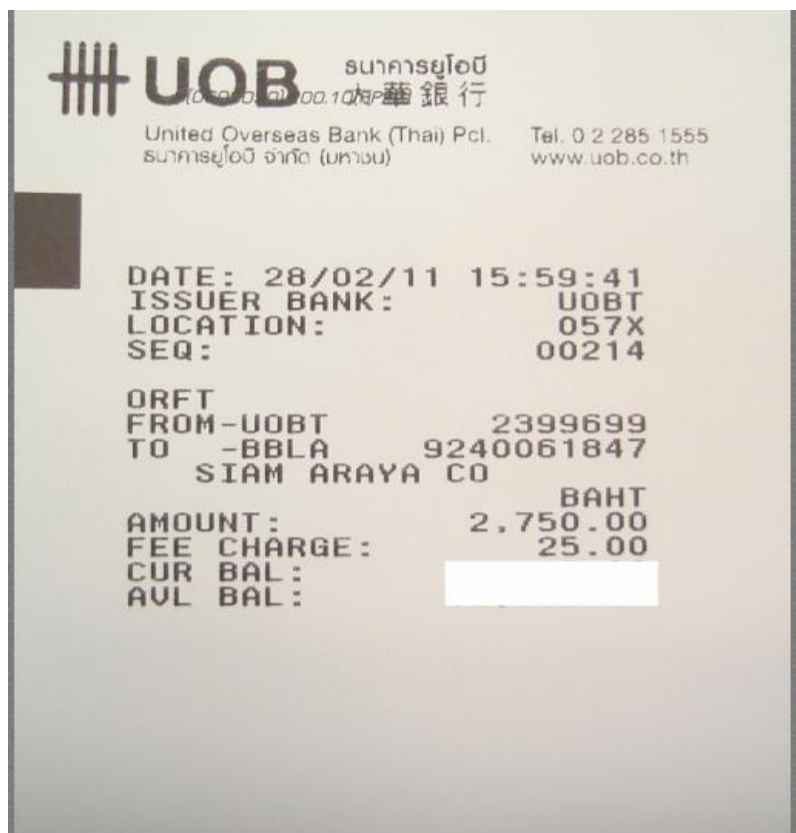 UOB ธนาคารยูโอบี
大華銀行
United Overseas Bank (Thai) Pcl. Tel. 0 2 285 1555
ธนาคารยูโอบี จำกัด (มหาชน) www.uob.co.th
DATE: 28/02/11 15:59:41
ISSUER BANK: UOBT
LOCATION: 057X
SEQ: 00214
ORFT
FROM-UOBT 2399699
TO -BBLA 9240061847
SIAM ARAYA CO
BAHT
AMOUNT: 2,750.00
FEE CHARGE: 25.00
CUR BAL:
AVL BAL: